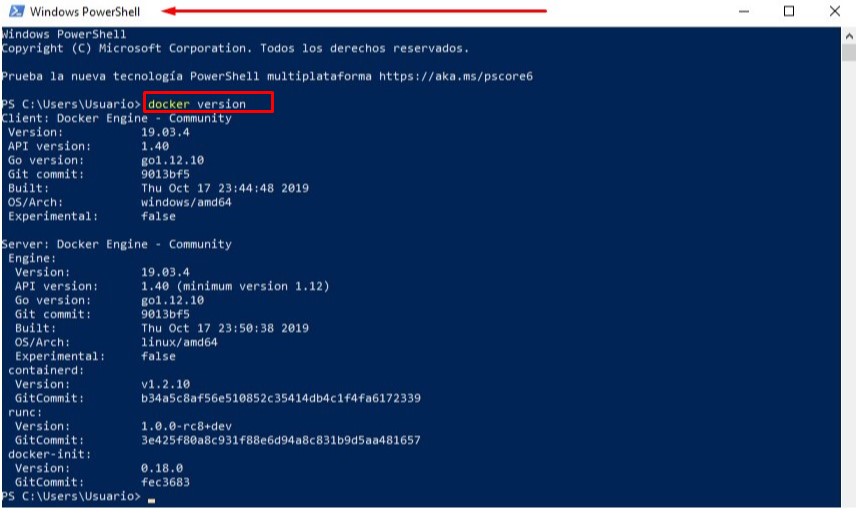 Windows PowerShell
Windows PowerShell
Copyright (C) Microsoft Corporation. Todos los derechos reservados.
Prueba la nueva tecnología PowerShell multiplataforma https://aka.ms/pscore6
PS C:\Users\Usuario> docker version
Client: Docker Engine - Community
Version: 19.03.4
API version: 1.40
Go version: go1.12.10
Git commit: 9013bf5
Built: Thu Oct 17 23:44:48 2019
OS/Arch: windows/amd64
Experimental: false
Server: Docker Engine - Community
Engine:
Version: 19.03.4
API version: 1.40 (minimum version 1.12)
Go version: go1.12.10
Git commit: 9013bf5
Built: Thu Oct 17 23:50:38 2019
OS/Arch: linux/amd64
Experimental: false
containerd:
Version: v1.2.10
GitCommit: b34a5c8af56e510852c35414db4c1f4fa6172339
runc:
Version: 1.0.0-rc8+dev
GitCommit: 3e425f80a8c931f88e6d94a8c831b9d5aa481657
docker-init:
Version: 0.18.0
GitCommit: fec3683
PS C:\Users\Usuario> _